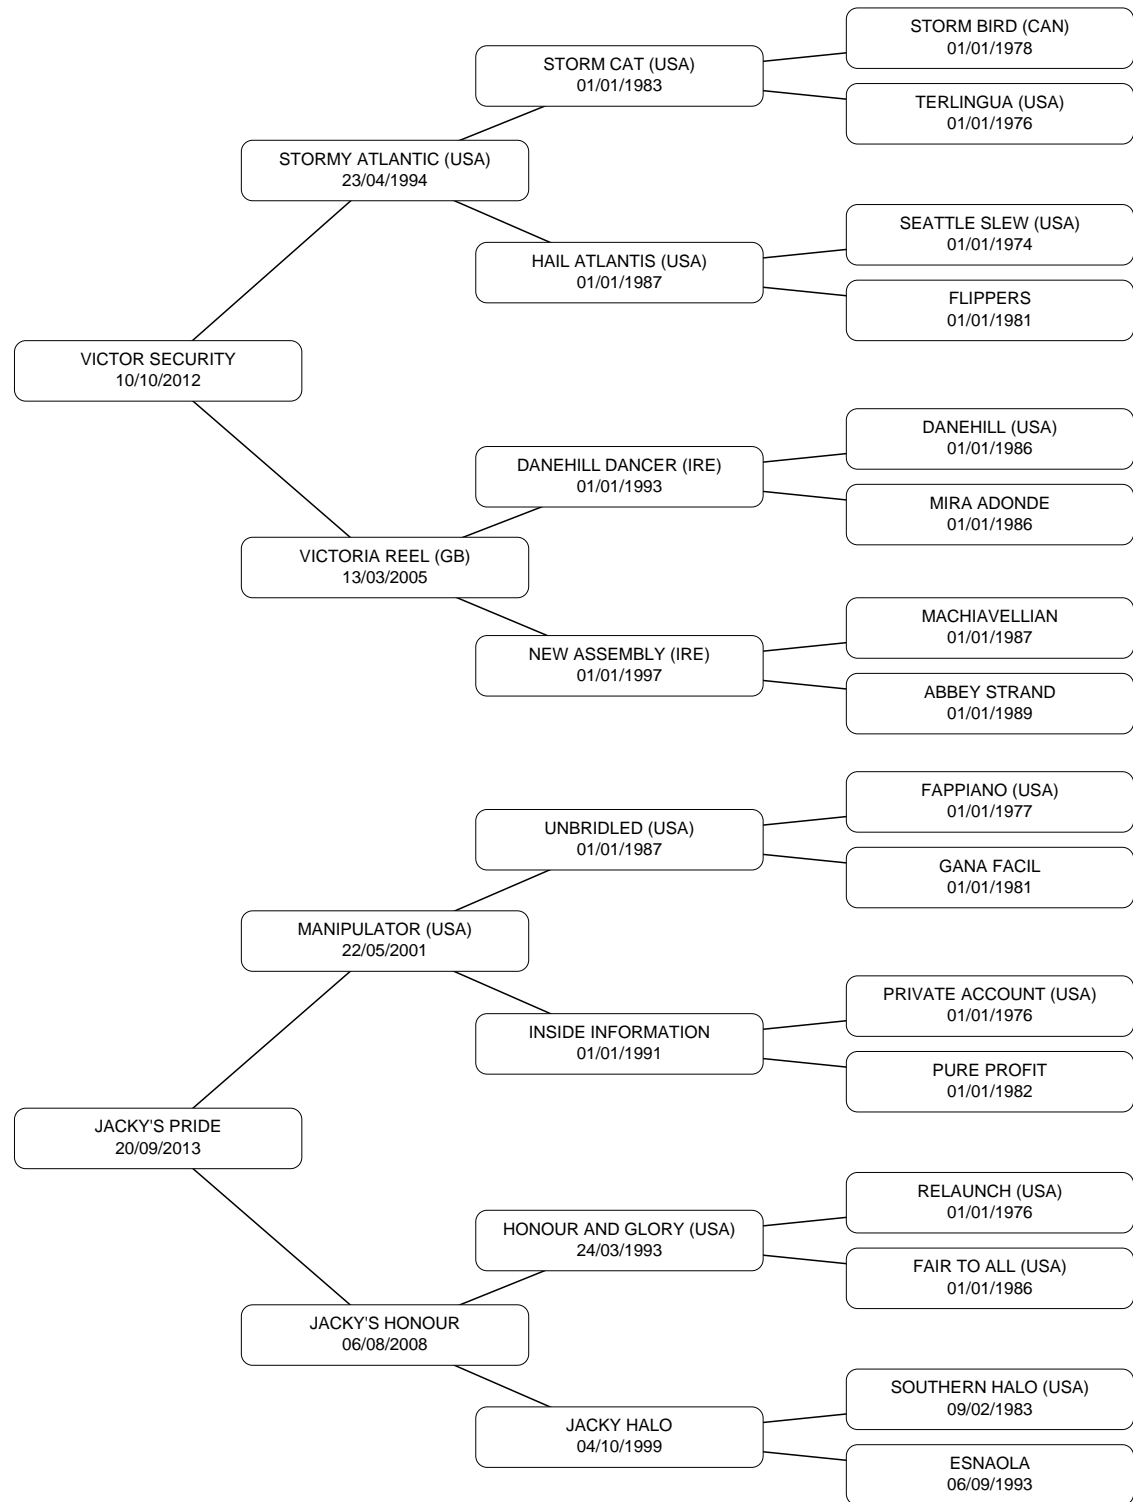 STORM BIRD (CAN)
01/01/1978
STORM CAT (USA)
01/01/1983
TERLINGUA (USA)
01/01/1976
STORMY ATLANTIC (USA)
23/04/1994
SEATTLE SLEW (USA)
01/01/1974
HAIL ATLANTIS (USA)
01/01/1987
FLIPPERS
01/01/1981
VICTOR SECURITY
10/10/2012
DANEHILL (USA)
01/01/1986
DANEHILL DANCER (IRE)
01/01/1993
MIRA ADONDE
01/01/1986
VICTORIA REEL (GB)
13/03/2005
MACHIAVELLIAN
01/01/1987
NEW ASSEMBLY (IRE)
01/01/1997
ABBEY STRAND
01/01/1989
FAPPIANO (USA)
01/01/1977
UNBRIDLED (USA)
01/01/1987
GANA FACIL
01/01/1981
MANIPULATOR (USA)
22/05/2001
PRIVATE ACCOUNT (USA)
01/01/1976
INSIDE INFORMATION
01/01/1991
PURE PROFIT
01/01/1982
JACKY'S PRIDE
20/09/2013
RELAUNCH (USA)
01/01/1976
HONOUR AND GLORY (USA)
24/03/1993
FAIR TO ALL (USA)
01/01/1986
JACKY'S HONOUR
06/08/2008
SOUTHERN HALO (USA)
09/02/1983
JACKY HALO
04/10/1999
ESNAOLA
06/09/1993